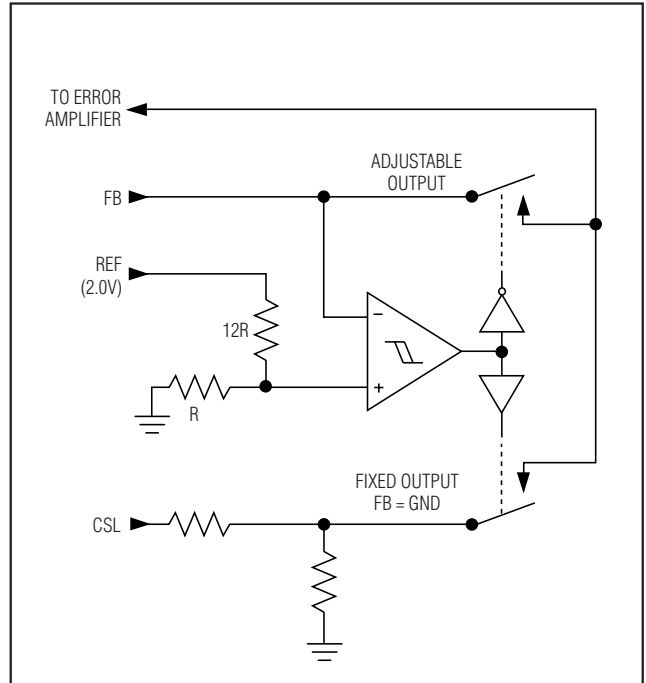 TO ERROR
AMPLIFIER
ADJUSTABLE
OUTPUT
FB
REF
(2.0V)
12R
−
+
R
FIXED OUTPUT
FB = GND
CSL